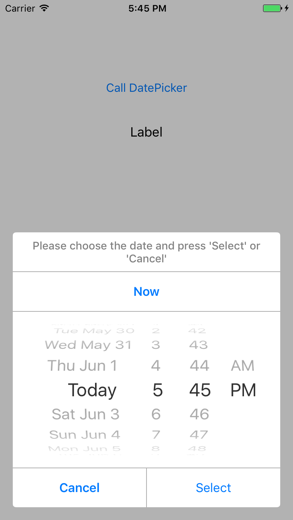 Carrier 5:45 PM
Call DatePicker
Label
Please choose the date and press 'Select' or
'Cancel'
Now
Tue May 30 2 42
Wed May 31 3 43
Thu Jun 1 4 44 AM
Today 5 45 PM
Sat Jun 3 6 46
Sun Jun 4 7 47
Mon Jun 5 8 48
Cancel Select